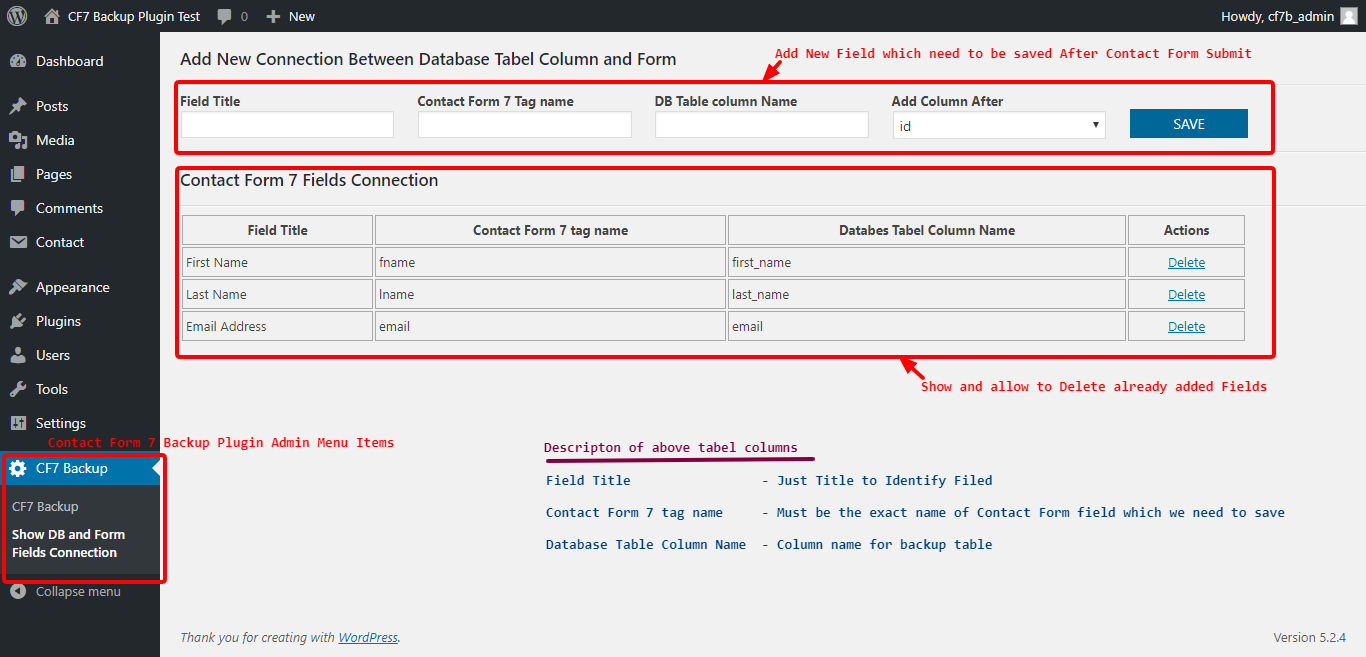 CF7 Backup Plugin Test 0 New Howdy, cf7b_admin
Dashboard
Posts
Media
Pages
Comments
Contact
Appearance
Plugins
Users
Tools
Settings
Contact Form 7 Backup Plugin Admin Menu Items
CF7 Backup
CF7 Backup
Show DB and Form
Fields Connection
Collapse menu
Add New Connection Between Database Tabel Column and Form
Add New Field which need to be saved After Contact Form Submit
Field Title Contact Form 7 Tag name DB Table column Name Add Column After
id SAVE
Contact Form 7 Fields Connection
Field Title Contact Form 7 tag name Databes Tabel Column Name Actions
First Name fname first_name Delete
Last Name lname last_name Delete
Email Address email email Delete
Show and allow to Delete already added Fields
Descripton of above tabel columns
Field Title - Just Title to Identify Filed
Contact Form 7 tag name - Must be the exact name of Contact Form field which we need to save
Database Table Column Name - Column name for backup table
Thank you for creating with WordPress. Version 5.2.4